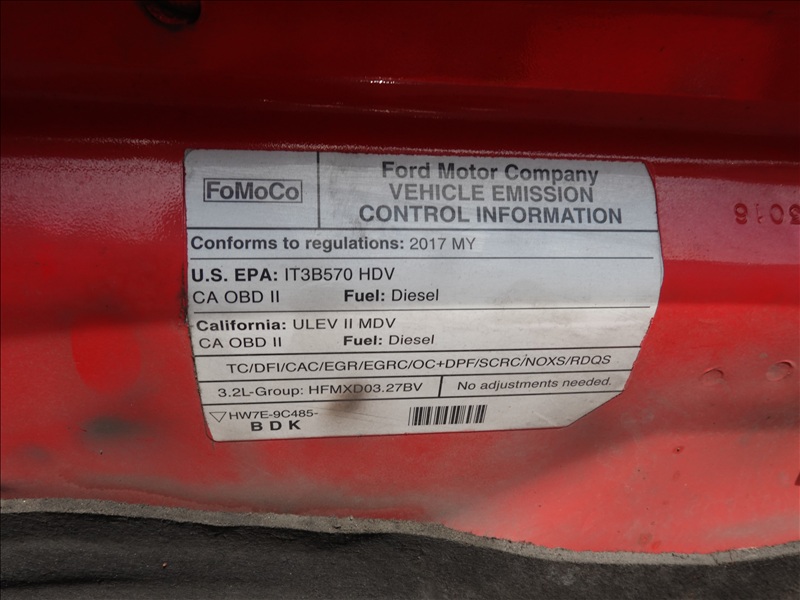 FoMoCo
Ford Motor Company
VEHICLE EMISSION
CONTROL INFORMATION
Conforms to regulations: 2017 MY
U.S. EPA: IT3B570 HDV
CA OBD II Fuel: Diesel
California: ULEV II MDV
CA OBD II Fuel: Diesel
TC/DFI/CAC/EGR/EGRC/OC+DPF/SCRC/NOXS/RDQS
3.2L-Group: HFMXD03.27BV No adjustments needed.
HW7E-9C485-
BDK